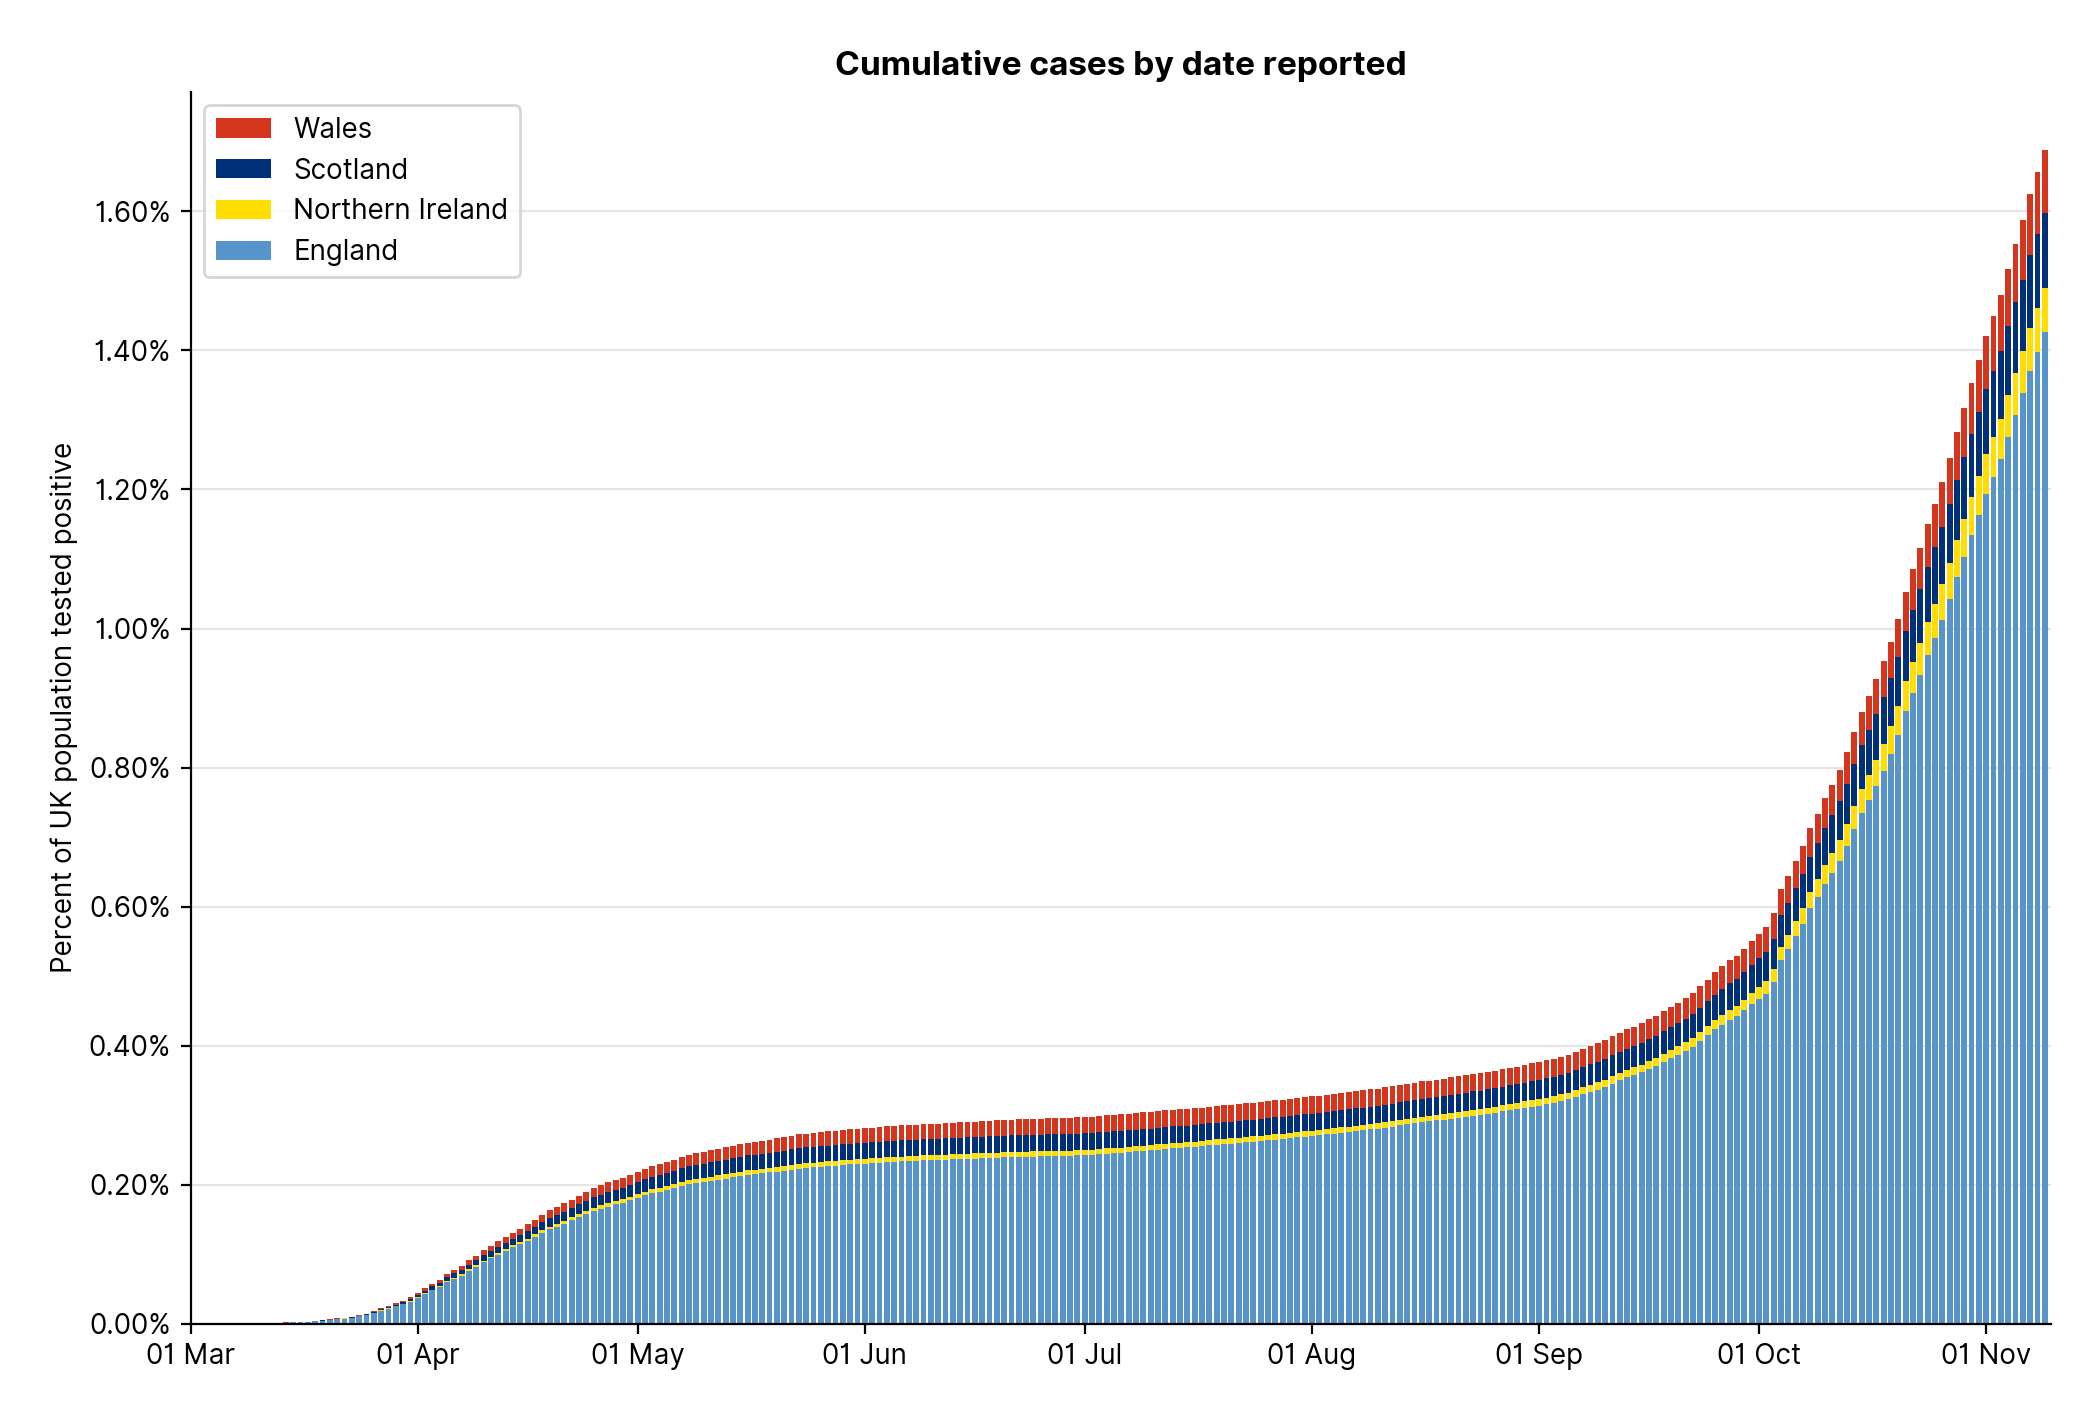 Cumulative cases by date reported
Wales
Scotland
Northern Ireland
England
Percent of UK population tested positive
1.60%
1.40%
1.20%
1.00%
0.80%
0.60%
0.40%
0.20%
0.00%
01 Mar
01 Apr
01 May
01 Jun
01 Jul
01 Aug
01 Sep
01 Oct
01 Nov